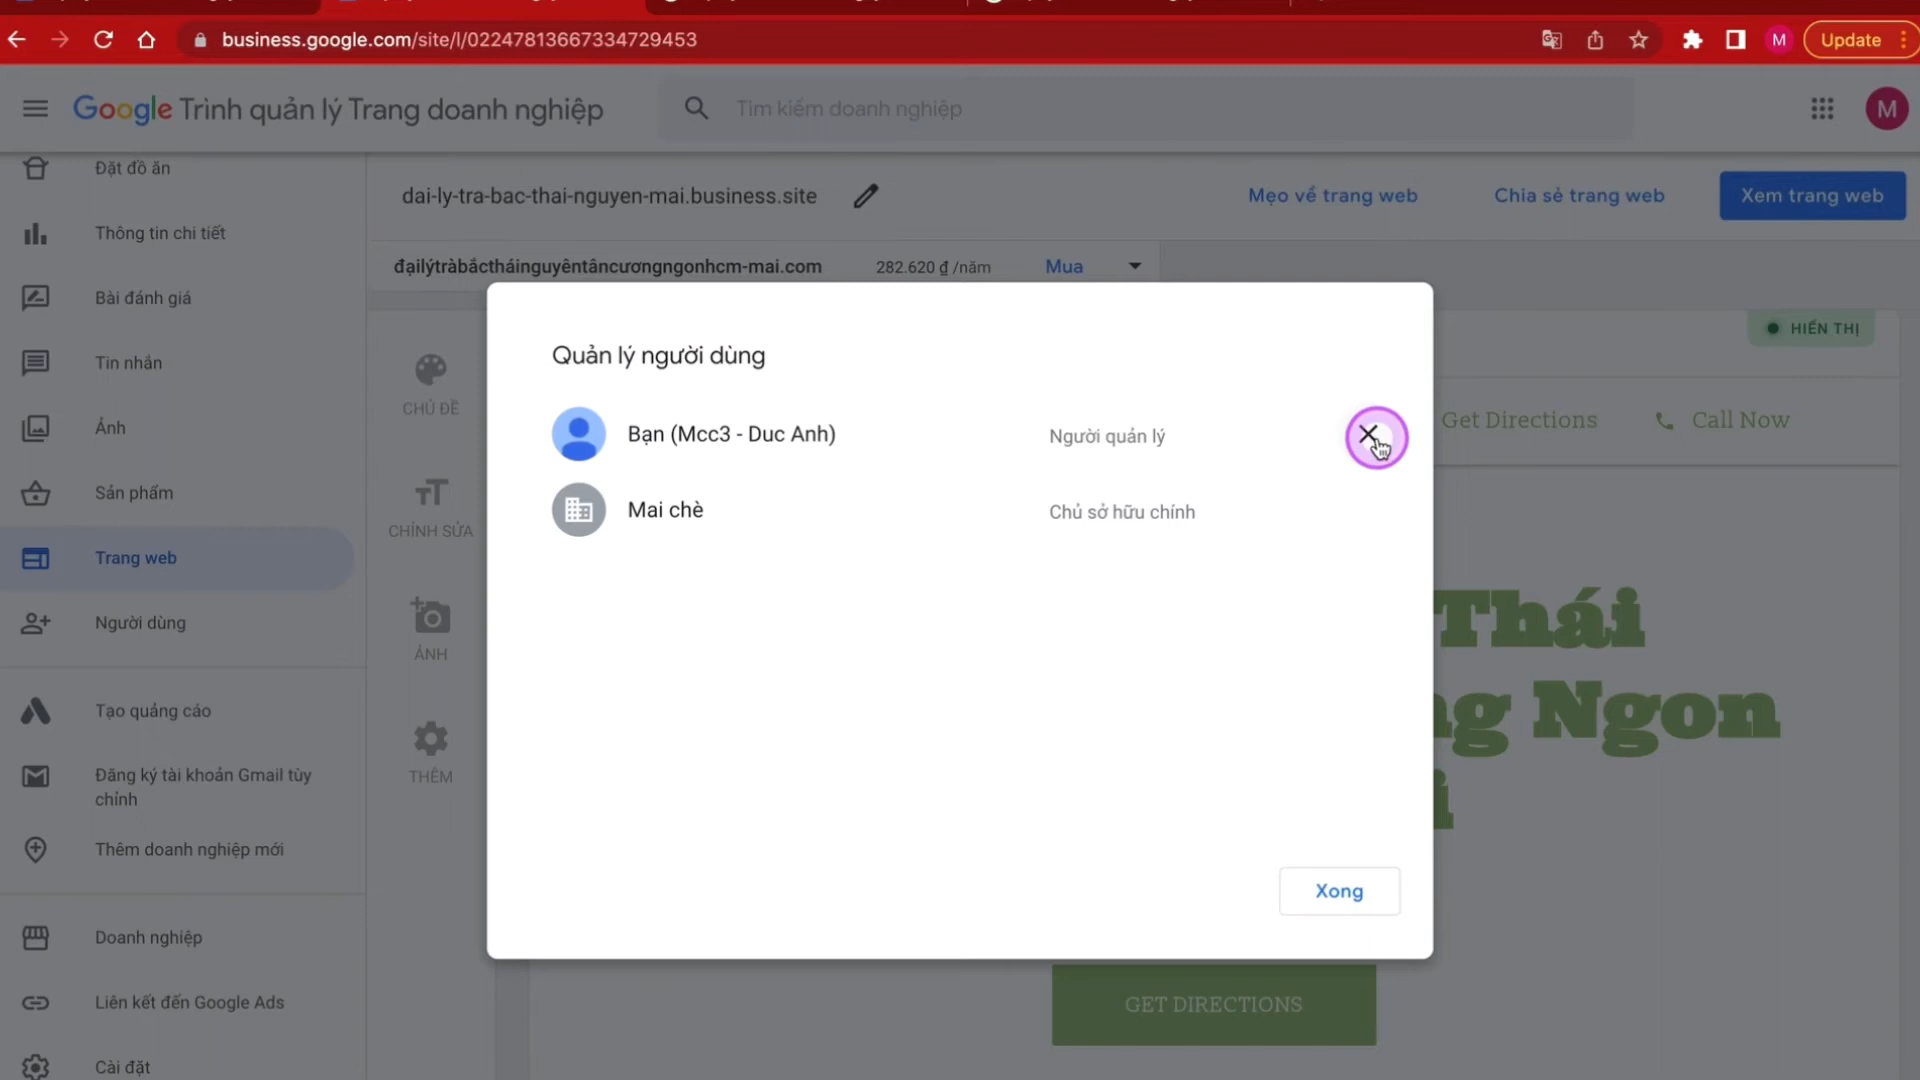 business.google.com/site/l/02247813667334729453
M
Update
Google Trình quản lý Trang doanh nghiệp
Tìm kiếm doanh nghiệp
M
Đặt đồ ăn
Thông tin chi tiết
Bài đánh giá
Tin nhắn
Ảnh
Sản phẩm
Trang web
Người dùng
Tạo quảng cáo
Đăng ký tài khoản Gmail tùy
chỉnh
Thêm doanh nghiệp mới
Doanh nghiệp
Liên kết đến Google Ads
Cài đặt
dai-ly-tra-bac-thai-nguyen-mai.business.site
Mẹo về trang web
Chia sẻ trang web
Xem trang web
đạilýtràbắctháinguyêntâncươngngonhcm-mai.com
282.620 ₫ /năm
Mua
CHỦ ĐỀ
CHỈNH SỬA
ẢNH
THÊM
Quản lý người dùng
Bạn (Mcc3 - Duc Anh)
Người quản lý
Mai chè
Chủ sở hữu chính
Xong
HIỂN THỊ
Get Directions
Call Now
Thái
Ngon
GET DIRECTIONS